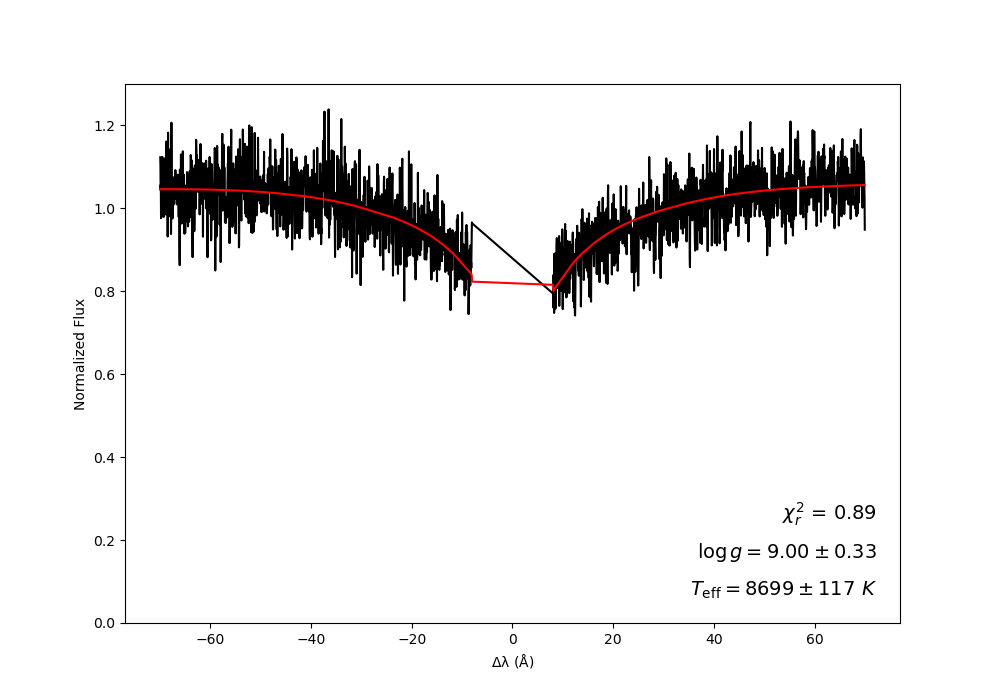 Normalized Flux
1.2
1.0
0.8
0.6
0.4
0.2
0.0
χ²ᵣ = 0.89
log g = 9.00 ± 0.33
T_eff = 8699 ± 117 K
−60
−40
−20
0
20
40
60
Δλ (Å)